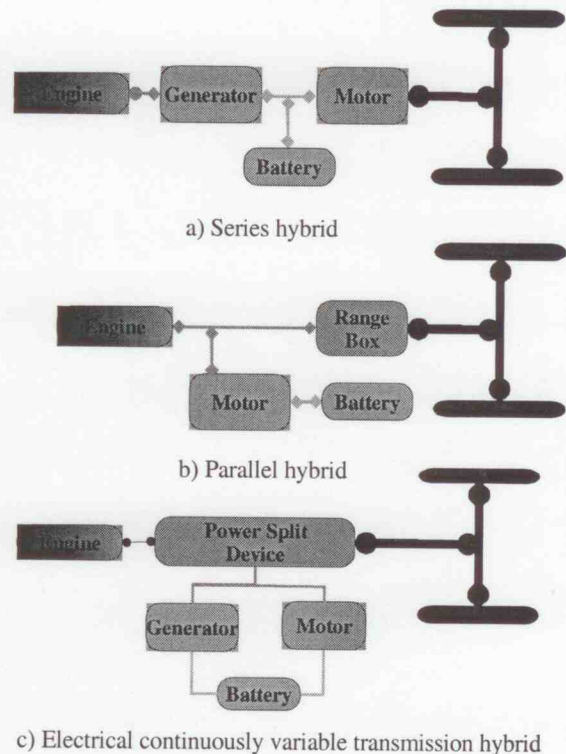 Engine Generator Motor
Battery
a) Series hybrid
Engine Range
Box
Motor Battery
b) Parallel hybrid
Engine Power Split
Device
Generator Motor
Battery
c) Electrical continuously variable transmission hybrid